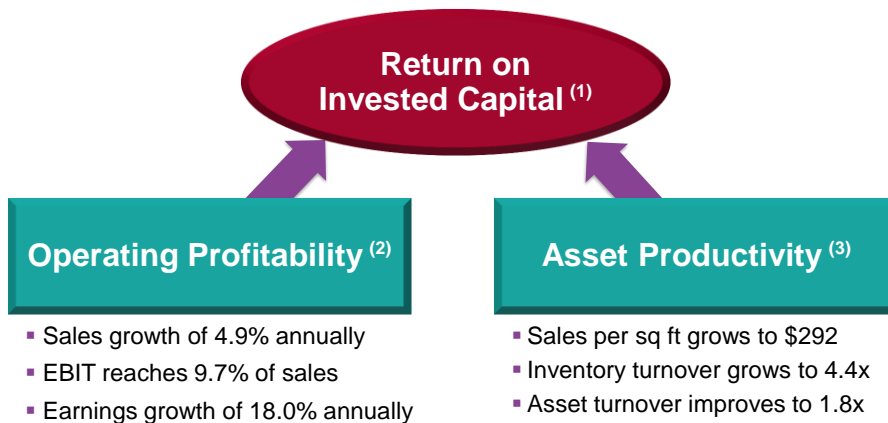 Return on
Invested Capital (1)
Operating Profitability (2)
Asset Productivity (3)
▪ Sales growth of 4.9% annually
▪ EBIT reaches 9.7% of sales
▪ Earnings growth of 18.0% annually
▪ Sales per sq ft grows to $292
▪ Inventory turnover grows to 4.4x
▪ Asset turnover improves to 1.8x